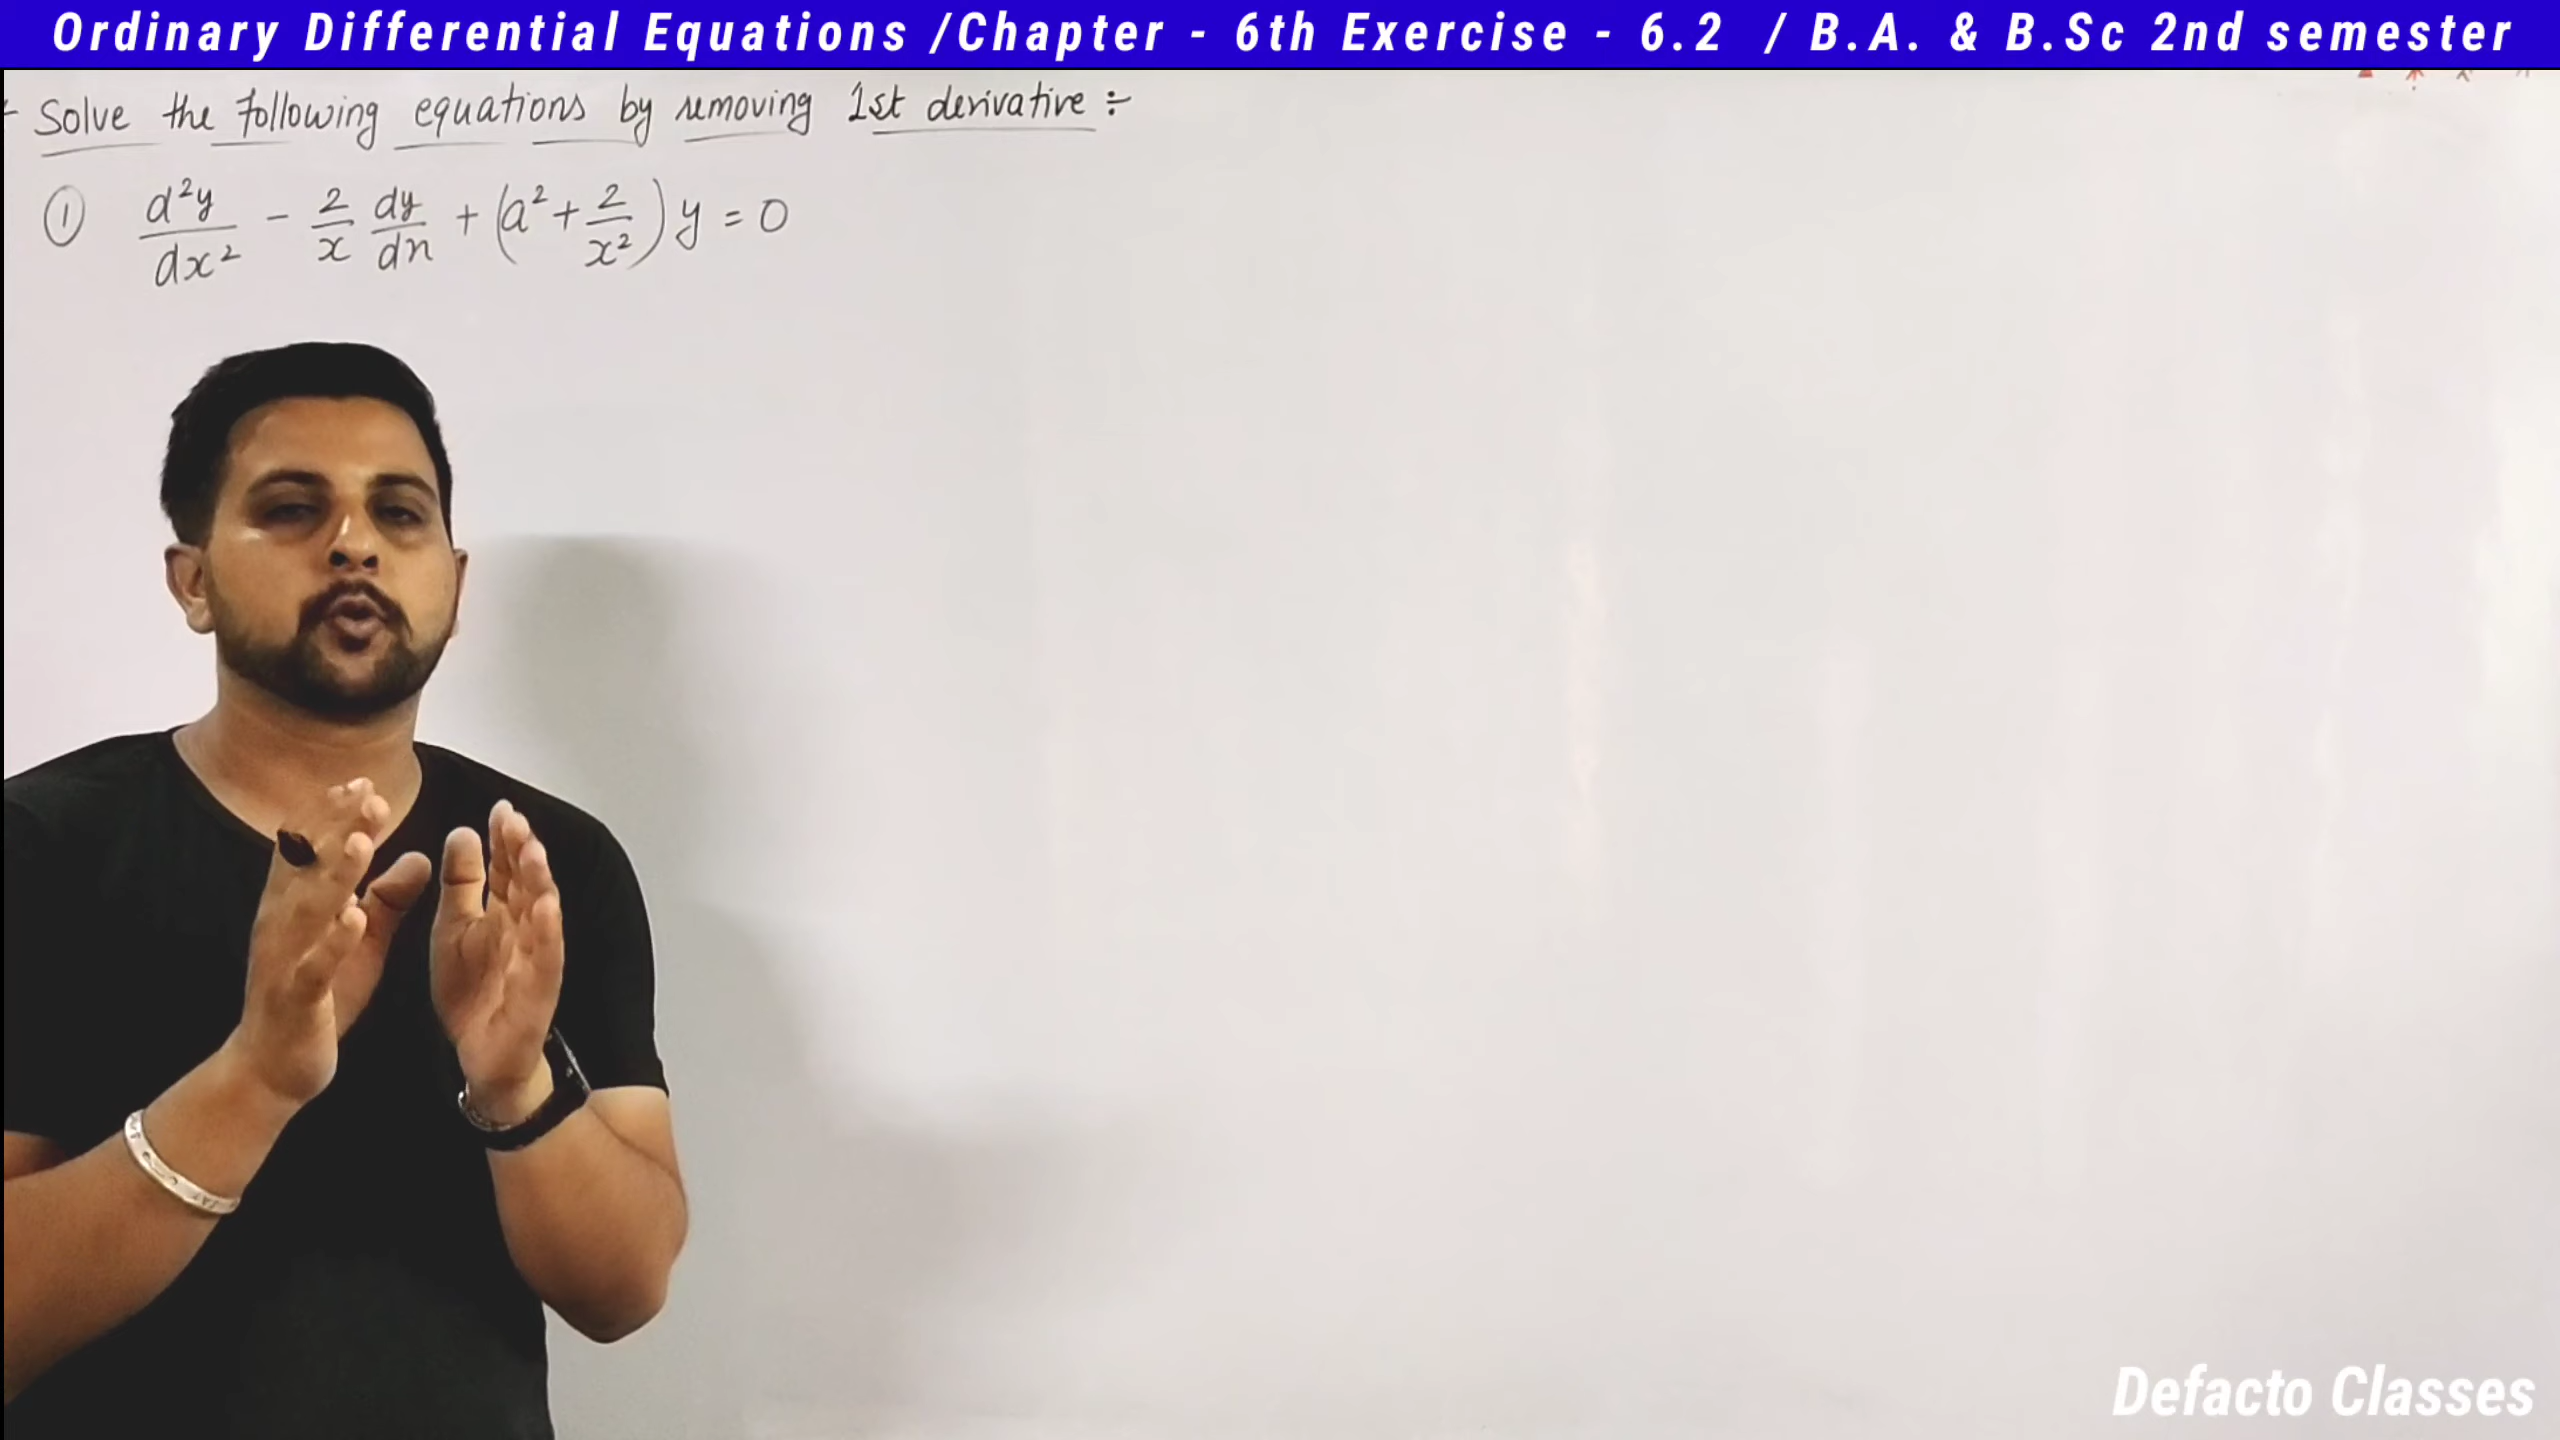 Ordinary Differential Equations /Chapter - 6th Exercise - 6.2 / B.A. & B.Sc 2nd semester
Solve the following equations by removing 1st derivative :-
① d²y/dx² - 2/x dy/dx + (a² + 2/x²) y = 0
Defacto Classes